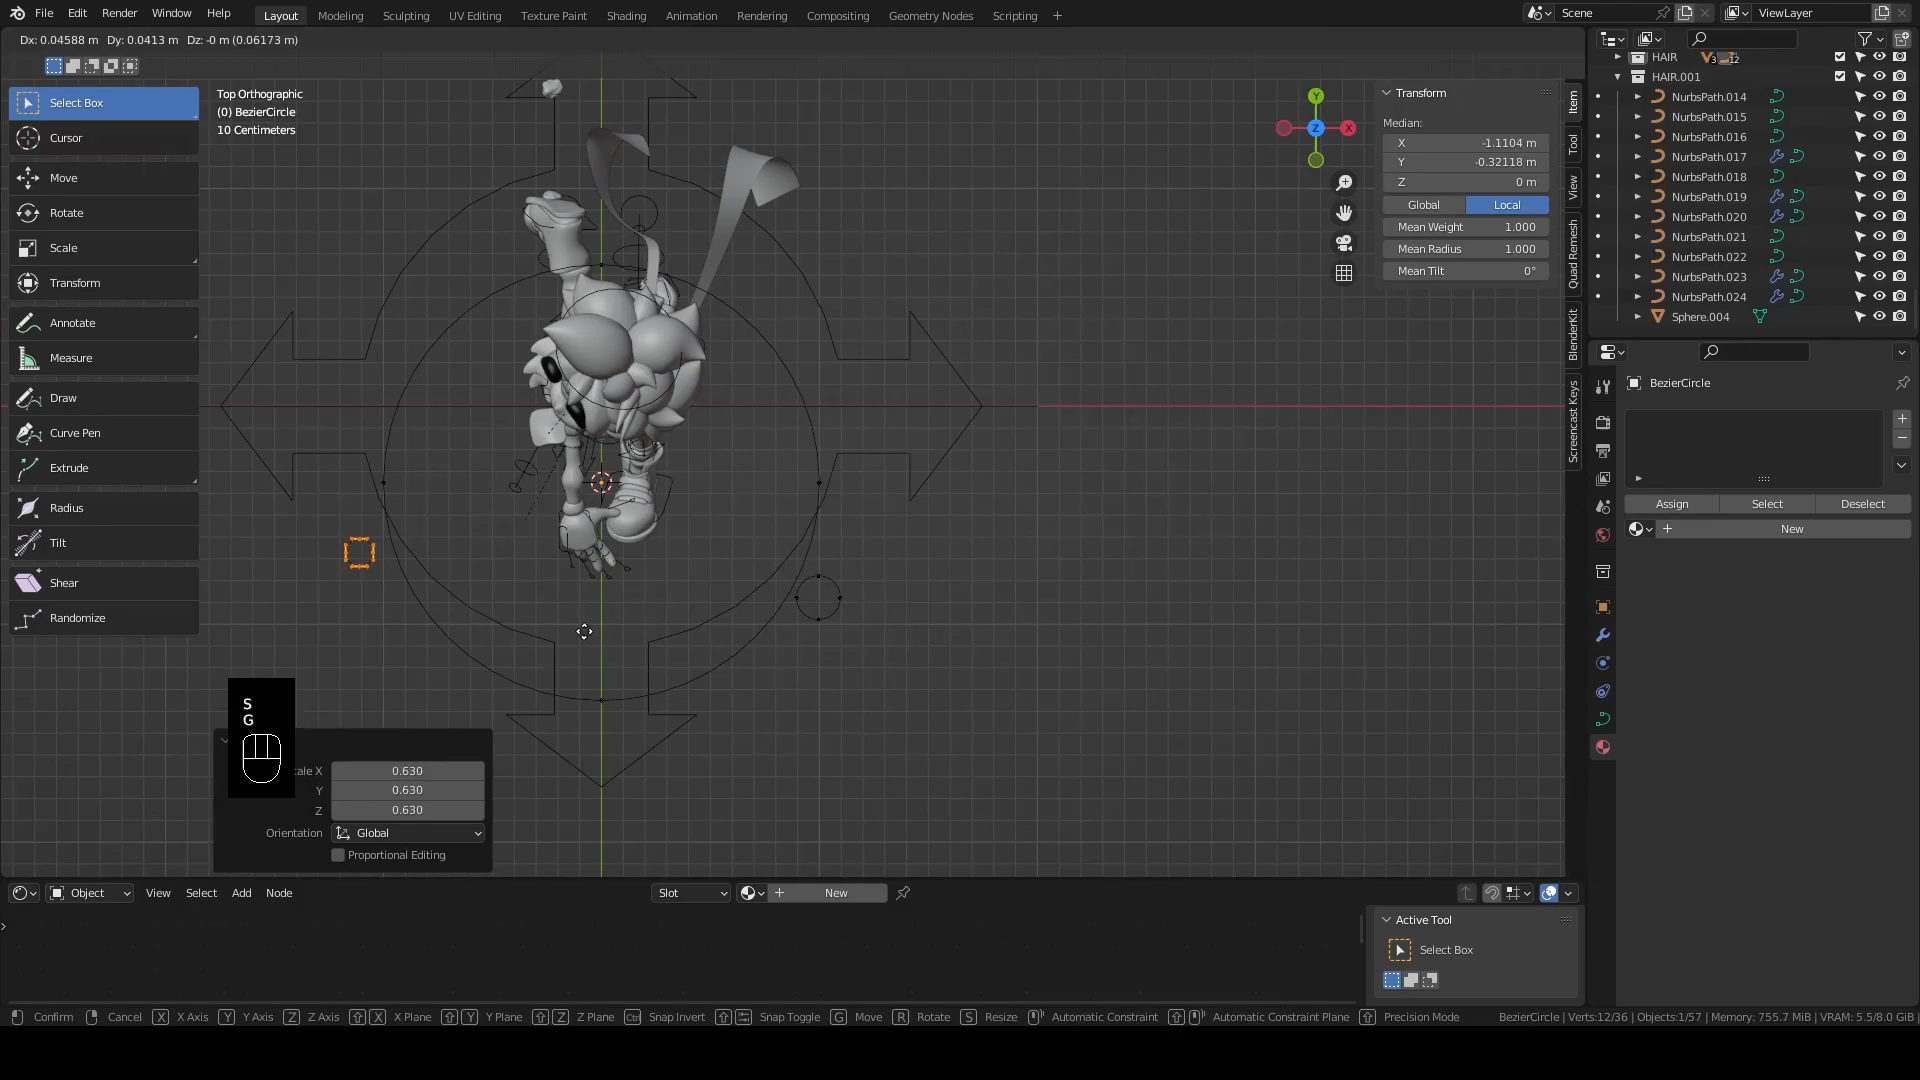 File Edit Render Window Help
Layout Modeling Sculpting UV Editing Texture Paint Shading Animation Rendering Compositing Geometry Nodes Scripting +
Scene
ViewLayer
Dx: 0.04588 m Dy: 0.0413 m Dz: -0 m (0.06173 m)
Select Box
Cursor
Move
Rotate
Scale
Transform
Annotate
Measure
Draw
Curve Pen
Extrude
Radius
Tilt
Shear
Randomize
Top Orthographic
(0) BezierCircle
10 Centimeters
Y
Z
X
Transform
Median:
X -1.1104 m
Y -0.32118 m
Z 0 m
Global Local
Mean Weight 1.000
Mean Radius 1.000
Mean Tilt 0°
Item
Tool
View
Quad Remesh
BlenderKit
Screencast Keys
HAIR 3 12
HAIR.001
NurbsPath.014
NurbsPath.015
NurbsPath.016
NurbsPath.017
NurbsPath.018
NurbsPath.019
NurbsPath.020
NurbsPath.021
NurbsPath.022
NurbsPath.023
NurbsPath.024
Sphere.004
BezierCircle
Assign Select Deselect
New
S
G
cale X 0.630
Y 0.630
Z 0.630
Orientation Global
Proportional Editing
Object View Select Add Node
Slot
New
Active Tool
Select Box
Confirm Cancel X X Axis Y Y Axis Z Z Axis X X Plane Y Y Plane Z Z Plane Ctrl Snap Invert Snap Toggle G Move R Rotate S Resize Automatic Constraint Automatic Constraint Plane Precision Mode
BezierCircle | Verts:12/36 | Objects:1/57 | Memory: 755.7 MiB | VRAM: 5.5/8.0 GiB |